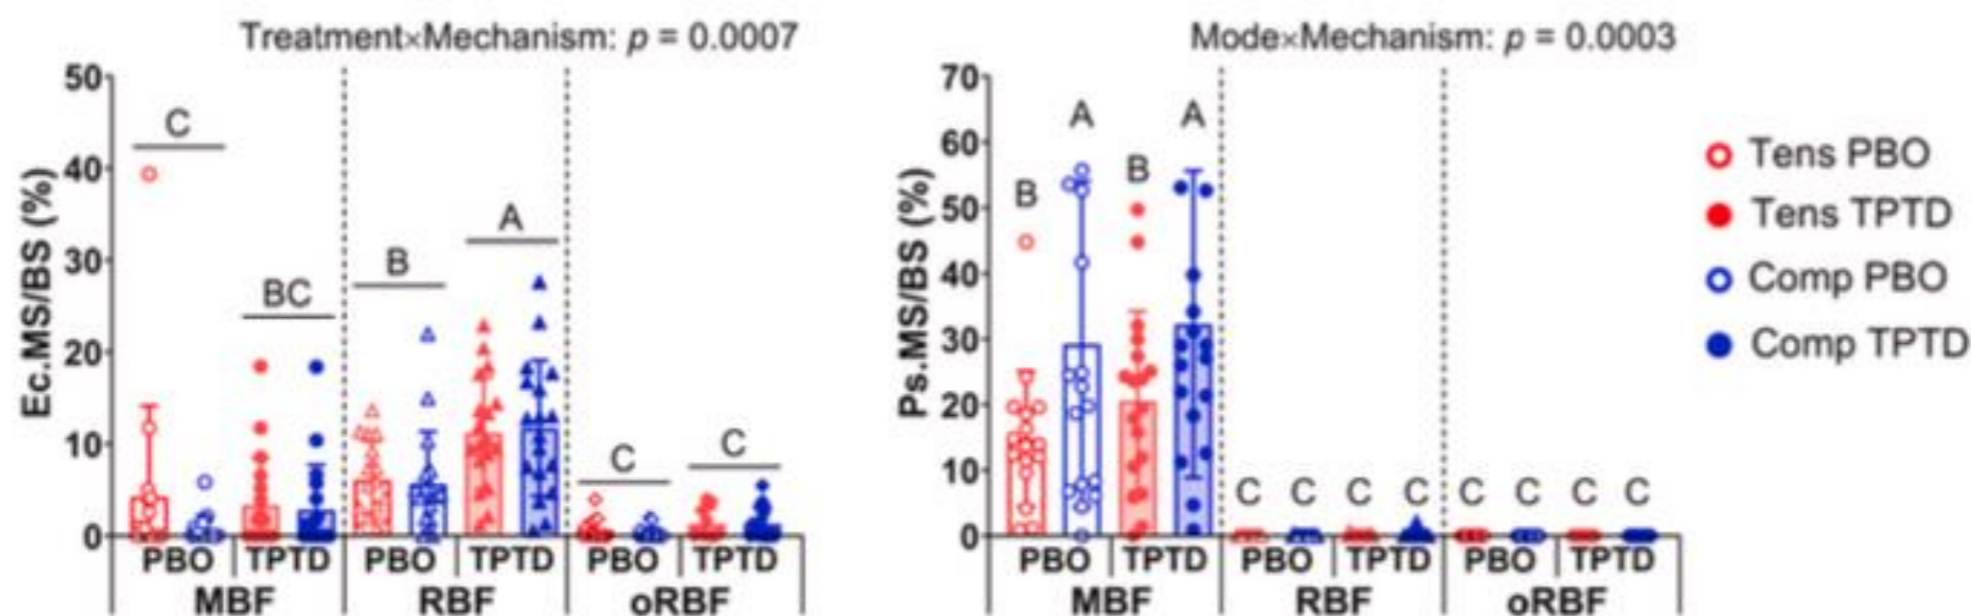 Treatment×Mechanism: p = 0.0007
Ec.MS/BS (%)
50
40
30
20
10
0
C
BC
B
A
C
C
PBO TPTD PBO TPTD PBO TPTD
MBF RBF oRBF
Mode×Mechanism: p = 0.0003
Ps.MS/BS (%)
70
60
50
40
30
20
10
0
B A B A
C C C C C C C C
PBO TPTD PBO TPTD PBO TPTD
MBF RBF oRBF
Tens PBO
Tens TPTD
Comp PBO
Comp TPTD